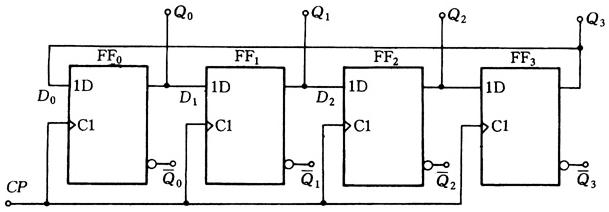 Q₀ Q₁ Q₂ Q₃
FF₀ FF₁ FF₂ FF₃
D₀ 1D D₁ 1D D₂ 1D 1D
C1 C1 C1 C1
Q̅₀ Q̅₁ Q̅₂ Q̅₃
CP